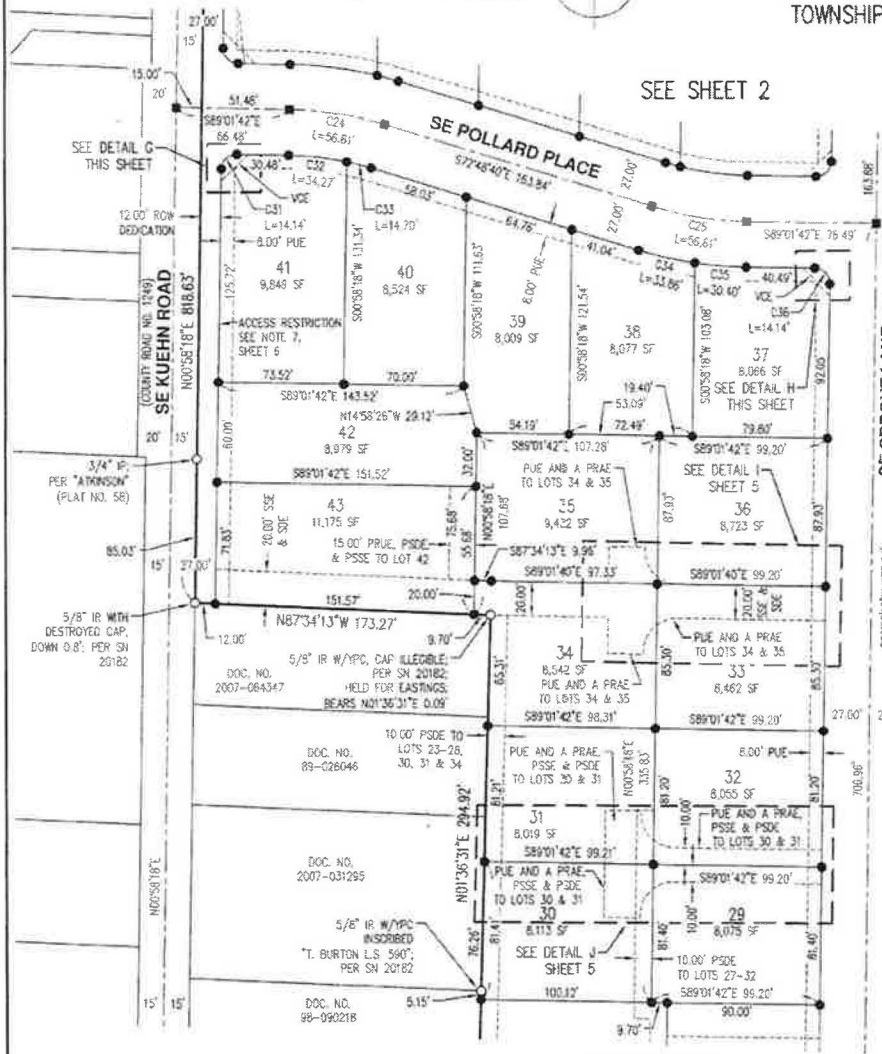 TOWNSHIP
SEE SHEET 2
27.00'
15'
15.00'
20'
51.48'
S89°01'42"E
66.48'
C24
L=56.61'
SE POLLARD PLACE
S72°48'40"E 153.84'
27.00'
27.00'
C25
L=56.61'
S89°01'42"E 76.49'
163.68'
SEE DETAIL G
THIS SHEET
30.48'
VCE
C32
L=34.27'
C31
L=14.14'
C33
L=14.70'
58.03'
64.76'
8.00' PUE
41.04'
C34
L=33.86'
C35
L=30.40'
40.49'
VCE
C36
L=14.14'
12.00' ROW
DEDICATION
8.00' PUE
125.72'
41
9,848 SF
S00°58'18"W 131.34'
40
8,524 SF
S00°58'18"W 111.63'
39
8,009 SF
S00°58'18"W 121.54'
38
8,077 SF
S00°58'18"W 103.08'
37
8,066 SF
92.05'
SEE DETAIL H
THIS SHEET
(COUNTY ROAD NO. 1249)
SE KUEHN ROAD
N00°58'18"E 818.63'
ACCESS RESTRICTION
SEE NOTE 7,
SHEET 6
73.52'
70.00'
S89°01'42"E 143.52'
N14°58'26"W 29.12'
19.40'
53.09'
54.19'
72.49'
79.80'
S89°01'42"E 107.28'
S89°01'42"E 99.20'
20'
15'
60.00'
42
8,979 SF
32.00'
3/4" IP
PER "ATKINSON"
(PLAT NO. 58)
S89°01'42"E 151.52'
PUE AND A PRAE
TO LOTS 34 & 35
SEE DETAIL I
SHEET 5
43
11,175 SF
20.00' SSE
& SDE
15.00' PRUE, PSDE
& PSSE TO LOT 42
75.68'
55.68'
N00°58'18"E
107.68'
35
9,432 SF
87.93'
36
8,723 SF
87.93'
71.83'
85.03'
S87°34'13"E 9.96'
S89°01'40"E 97.33'
S89°01'40"E 99.20'
15'
27.00'
20.00'
20.00'
20.00'
SSE &
SDE
151.57'
N87°34'13"W 173.27'
12.00'
9.70'
5/8" IR WITH
DESTROYED CAP,
DOWN 0.8'; PER SN
20182
5/8" IR W/YPC, CAP ILLEGIBLE;
PER SN 20182;
HELD FOR EASTINGS;
BEARS N01°36'31"E 0.09'
DOC. NO.
2007-084347
34
8,542 SF
PUE AND A PRAE
TO LOTS 34 & 35
PUE AND A PRAE
TO LOTS 34 & 35
33
8,462 SF
85.31'
85.30'
85.30'
S89°01'42"E 98.31'
S89°01'42"E 99.20'
27.00'
10.00' PSDE TO
LOTS 23-28,
30, 31 & 34
DOC. NO.
89-026046
PUE AND A PRAE,
PSSE & PSDE
TO LOTS 30 & 31
N00°58'18"E
335.83'
8.00' PUE
32
8,055 SF
700.96'
81.21'
81.20'
81.20'
31
8,019 SF
10.00'
PUE AND A PRAE,
PSSE & PSDE
TO LOTS 30 & 31
N01°36'31"E 294.92'
S89°01'42"E 99.21'
S89°01'42"E 99.20'
DOC. NO.
2007-031295
PUE AND A PRAE
PSSE & PSDE
TO LOTS 30 & 31
10.00'
N00°58'18"E
30
8,113 SF
29
8,075 SF
5/8" IR W/YPC
INSCRIBED
"T. BURTON L.S 590";
PER SN 20182
76.26'
81.41'
SEE DETAIL J
SHEET 5
81.40'
81.40'
10.00' PSDE
TO LOTS 27-32
15'
15'
DOC. NO.
98-090218
5.15'
100.12'
S89°01'42"E 99.20'
90.00'
9.70'